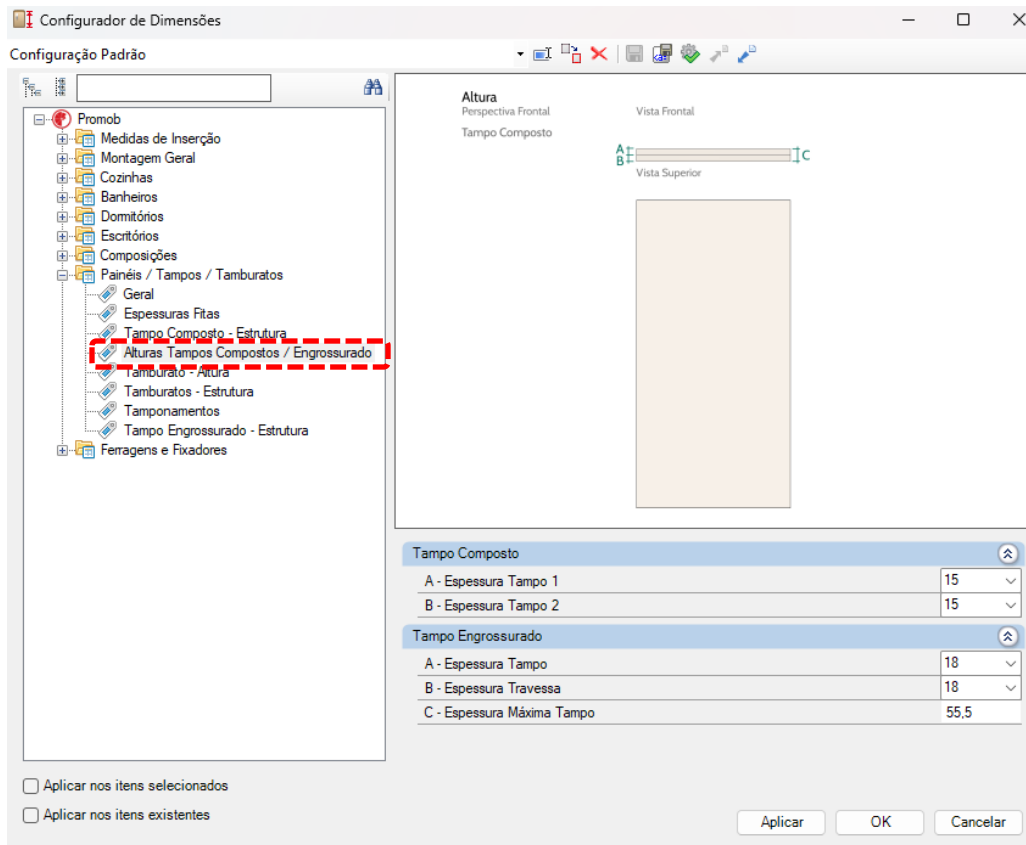 Configurador de Dimensões
Configuração Padrão
Promob
Medidas de Inserção
Montagem Geral
Cozinhas
Banheiros
Dormitórios
Escritórios
Composições
Painéis / Tampos / Tamburatos
Geral
Espessuras Fitas
Tampo Composto - Estrutura
Alturas Tampos Compostos / Engrossurado
Tamburato - Altura
Tamburatos - Estrutura
Tamponamentos
Tampo Engrossurado - Estrutura
Ferragens e Fixadores
Aplicar nos itens selecionados
Aplicar nos itens existentes
Altura
Perspectiva Frontal
Tampo Composto
Vista Frontal
A
B
C
Vista Superior
Tampo Composto
A - Espessura Tampo 1 15
B - Espessura Tampo 2 15
Tampo Engrossurado
A - Espessura Tampo 18
B - Espessura Travessa 18
C - Espessura Máxima Tampo 55,5
Aplicar OK Cancelar